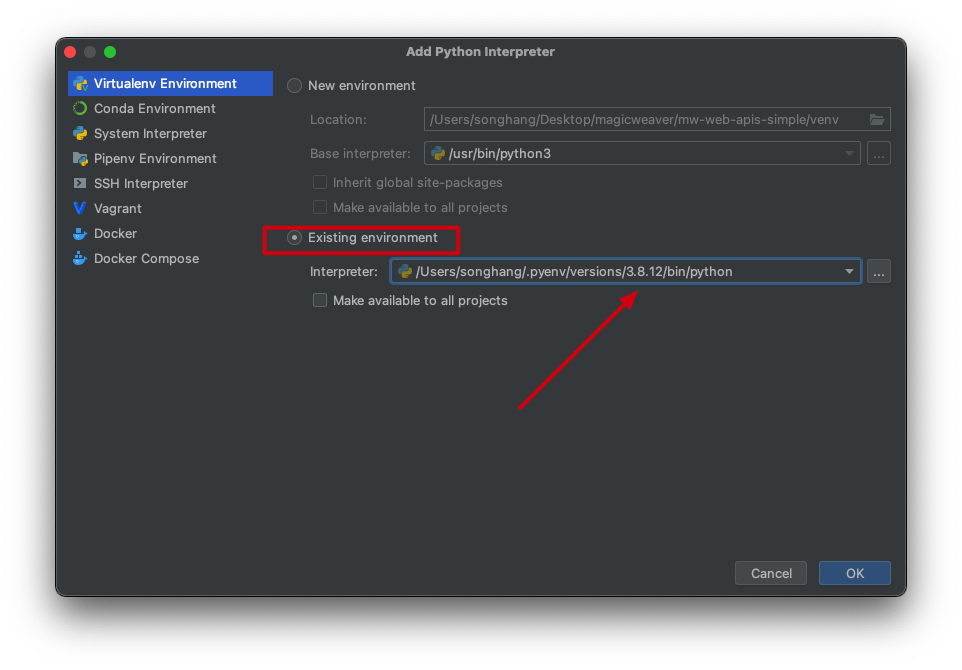 Add Python Interpreter
Virtualenv Environment
Conda Environment
System Interpreter
Pipenv Environment
SSH Interpreter
Vagrant
Docker
Docker Compose
New environment
Location: /Users/songhang/Desktop/magicweaver/mw-web-apis-simple/venv
Base interpreter: /usr/bin/python3 ...
Inherit global site-packages
Make available to all projects
Existing environment
Interpreter: /Users/songhang/.pyenv/versions/3.8.12/bin/python ...
Make available to all projects
Cancel OK